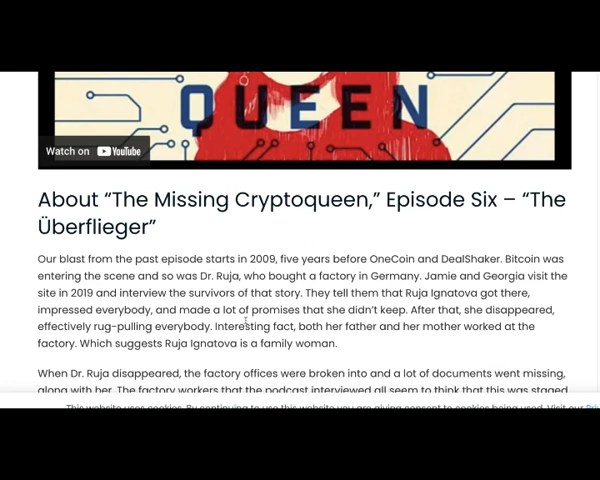 QUEEN
Watch on YouTube
About “The Missing Cryptoqueen,” Episode Six – “The
Überflieger”
Our blast from the past episode starts in 2009, five years before OneCoin and DealShaker. Bitcoin was
entering the scene and so was Dr. Ruja, who bought a factory in Germany. Jamie and Georgia visit the
site in 2019 and interview the survivors of that story. They tell them that Ruja Ignatova got there,
impressed everybody, and made a lot of promises that she didn’t keep. After that, she disappeared,
effectively rug-pulling everybody. Interesting fact, both her father and her mother worked at the
factory. Which suggests Ruja Ignatova is a family woman.
When Dr. Ruja disappeared, the factory offices were broken into and a lot of documents went missing,
along with her. The factory workers that the podcast interviewed all seem to think that this was staged
This website uses cookies. By continuing to use this website you are giving consent to cookies being used. Visit our